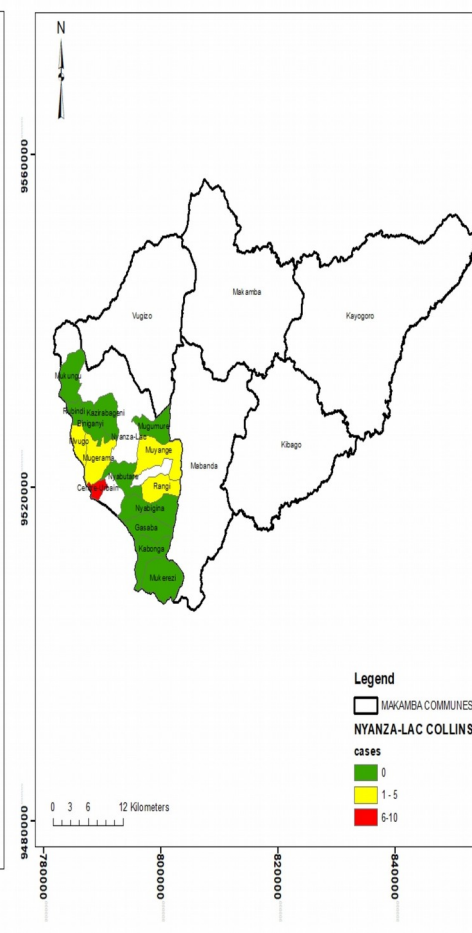 N
9560000
Makamba
Vugizo
Kayogoro
Mukungu
Rubindi
Kazirabageni
Biniganyi
Mugumure
Nyanza-Lac
Mvugo
Muyange
Kibago
Mugerama
Mabanda
Nyabutare
Rangi
9520000
Nyabigina
Gasaba
Kabonga
Mukerezi
Legend
MAKAMBA COMMUNES
NYANZA-LAC COLLINS
cases
0
1 - 5
6-10
0 3 6 12 Kilometers
9480000
780000
800000
820000
840000